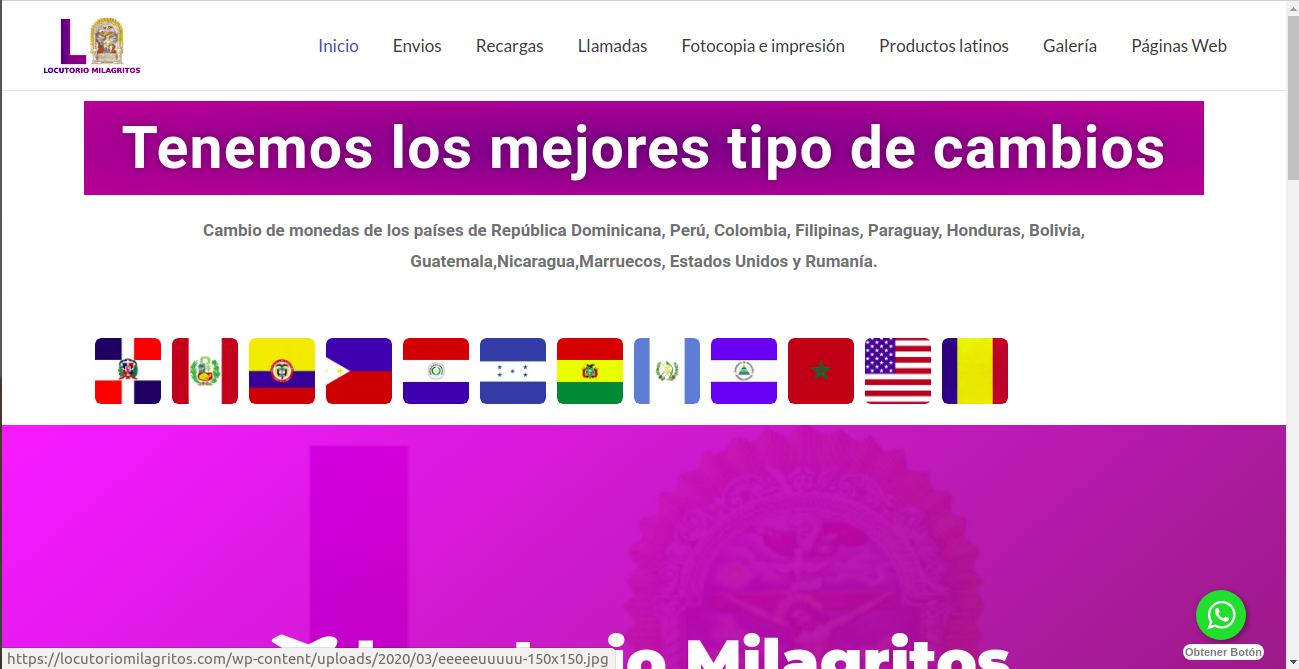 L
LOCUTORIO MILAGRITOS
Inicio
Envios
Recargas
Llamadas
Fotocopia e impresión
Productos latinos
Galería
Páginas Web
Tenemos los mejores tipo de cambios
Cambio de monedas de los países de República Dominicana, Perú, Colombia, Filipinas, Paraguay, Honduras, Bolivia,
Guatemala,Nicaragua,Marruecos, Estados Unidos y Rumanía.
Milagritos
Obtener Botón
https://locutoriomilagritos.com/wp-content/uploads/2020/03/eeeeeuuuuu-150x150.jpg